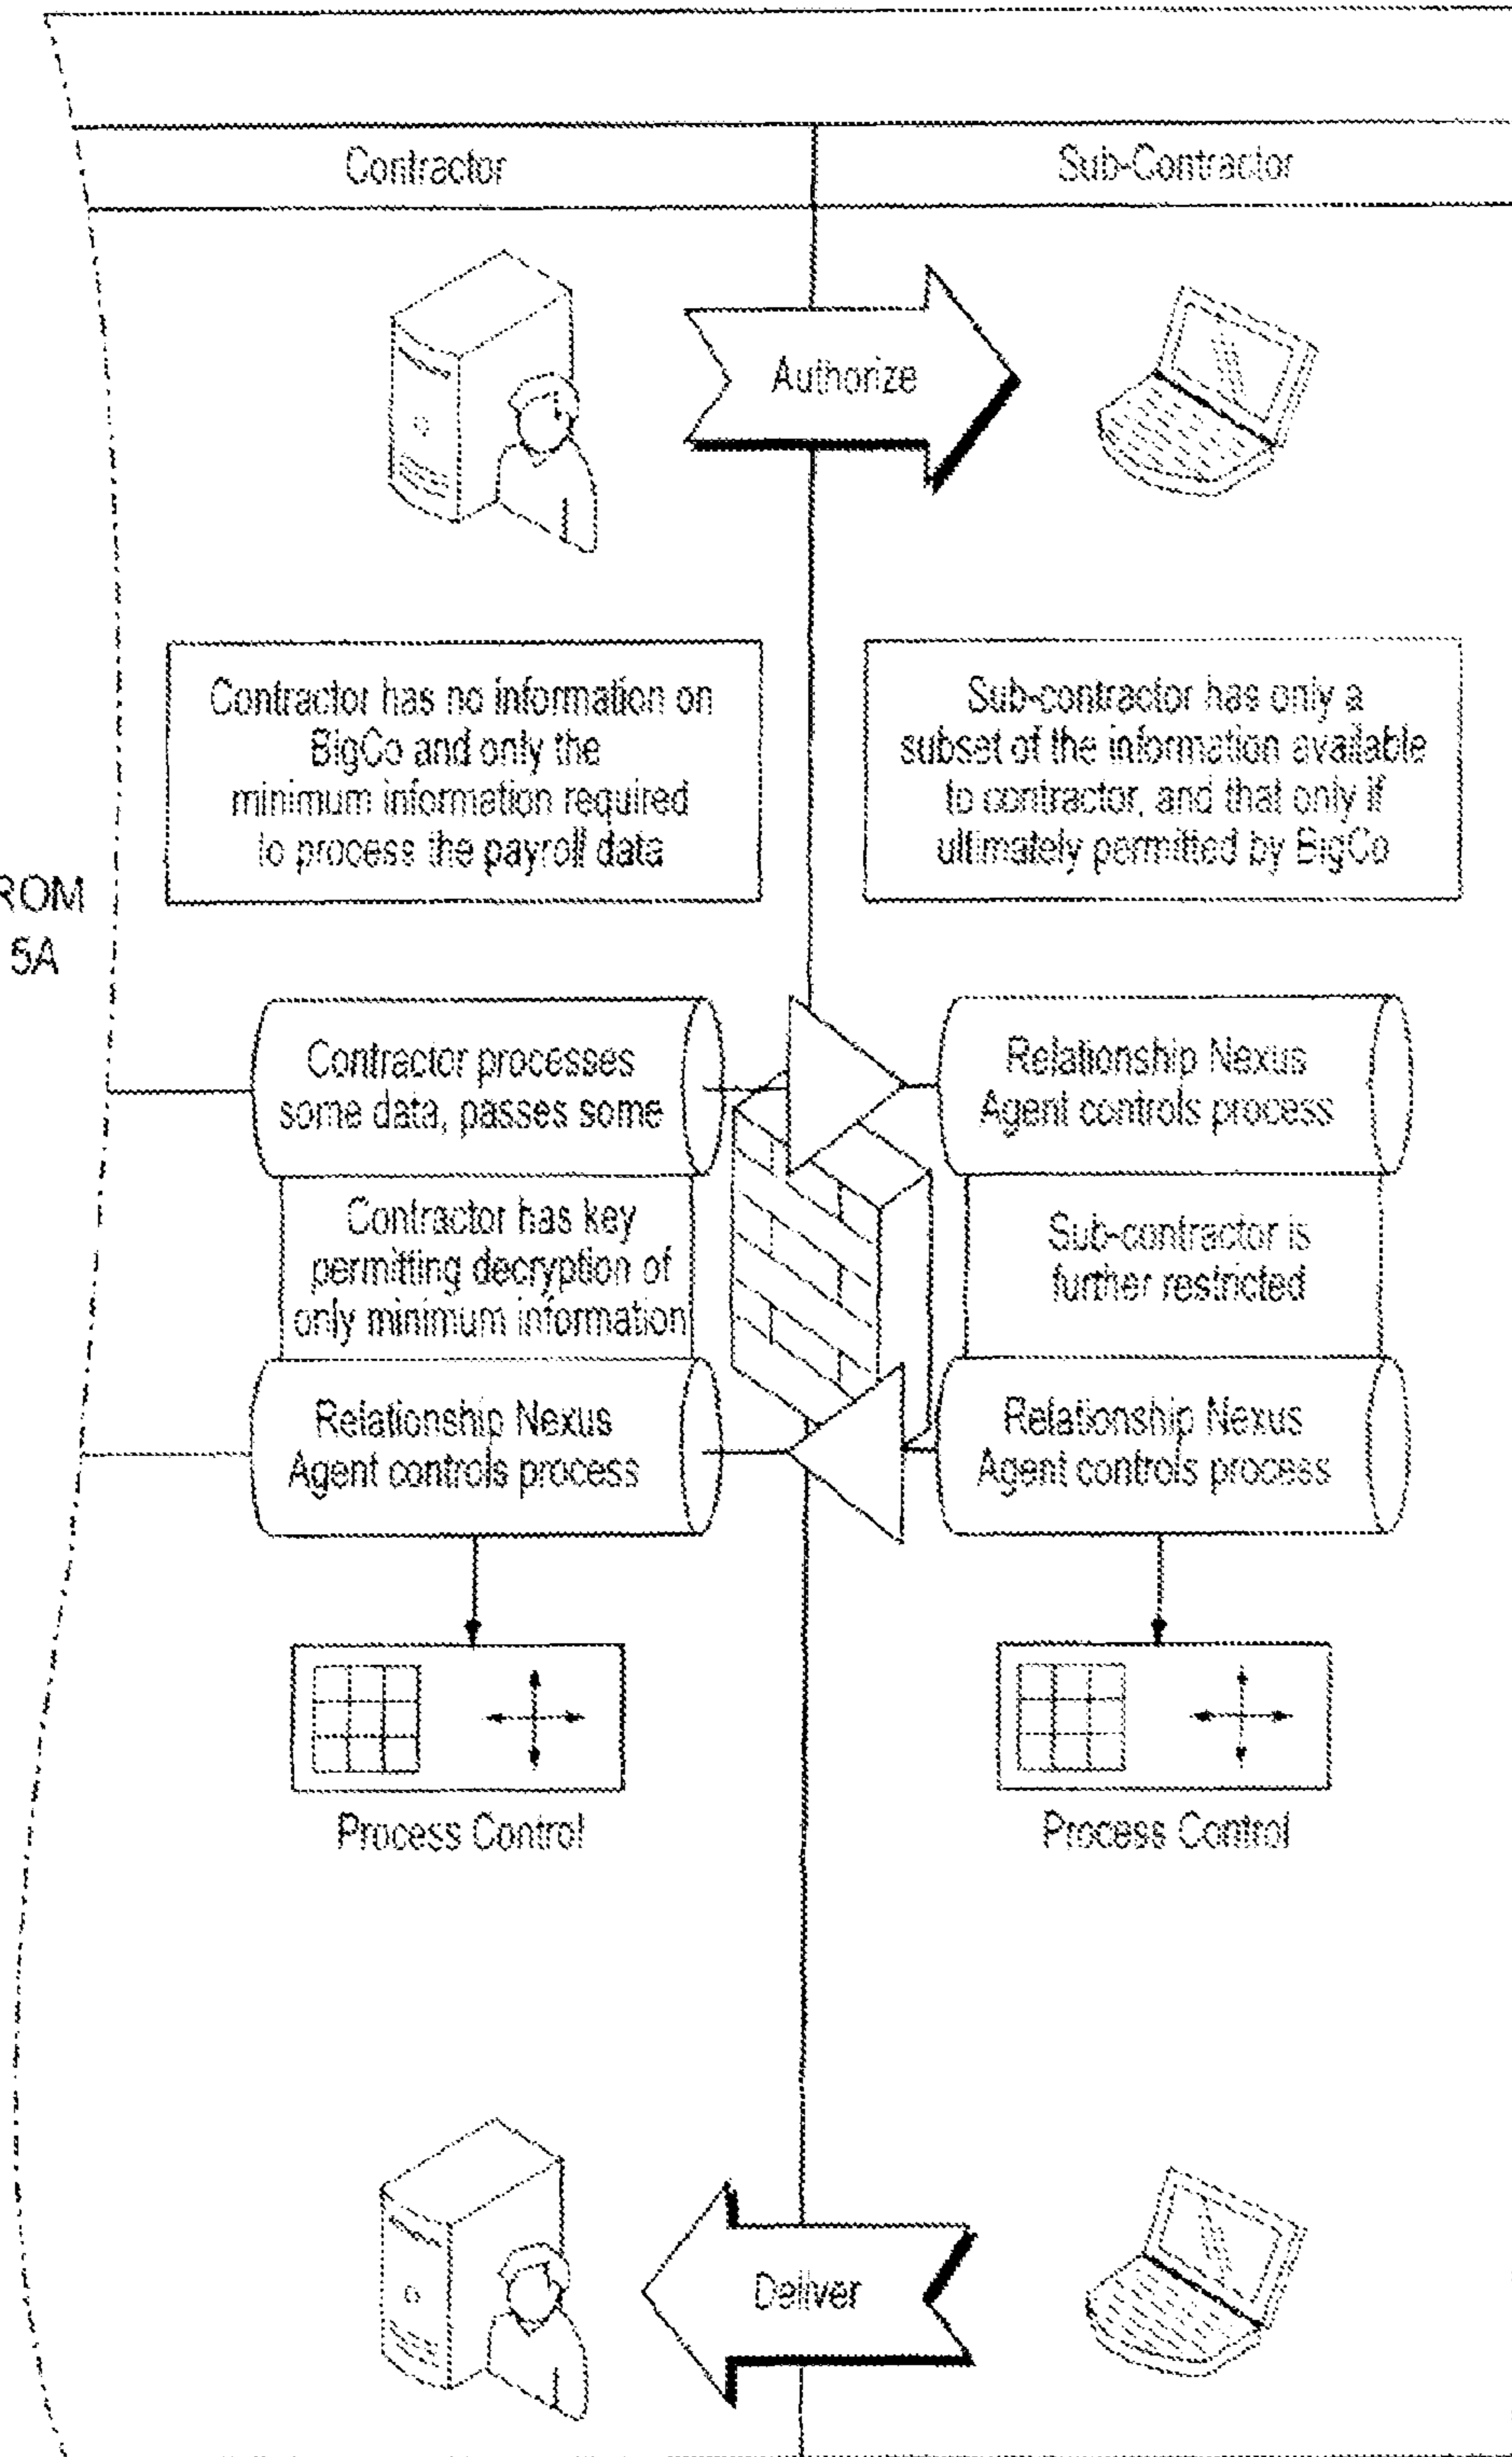 Contractor
Sub-Contractor
Authorize
Contractor has no information on
BigCo and only the
minimum information required
to process the payroll data
Sub-contractor has only a
subset of the information available
to contractor, and that only if
ultimately permitted by BigCo
ROM
5A
Contractor processes
some data, passes some
Relationship Nexus
Agent controls process
Contractor has key
permitting decryption of
only minimum information
Sub-contractor is
further restricted
Relationship Nexus
Agent controls process
Relationship Nexus
Agent controls process
Process Control
Process Control
Deliver